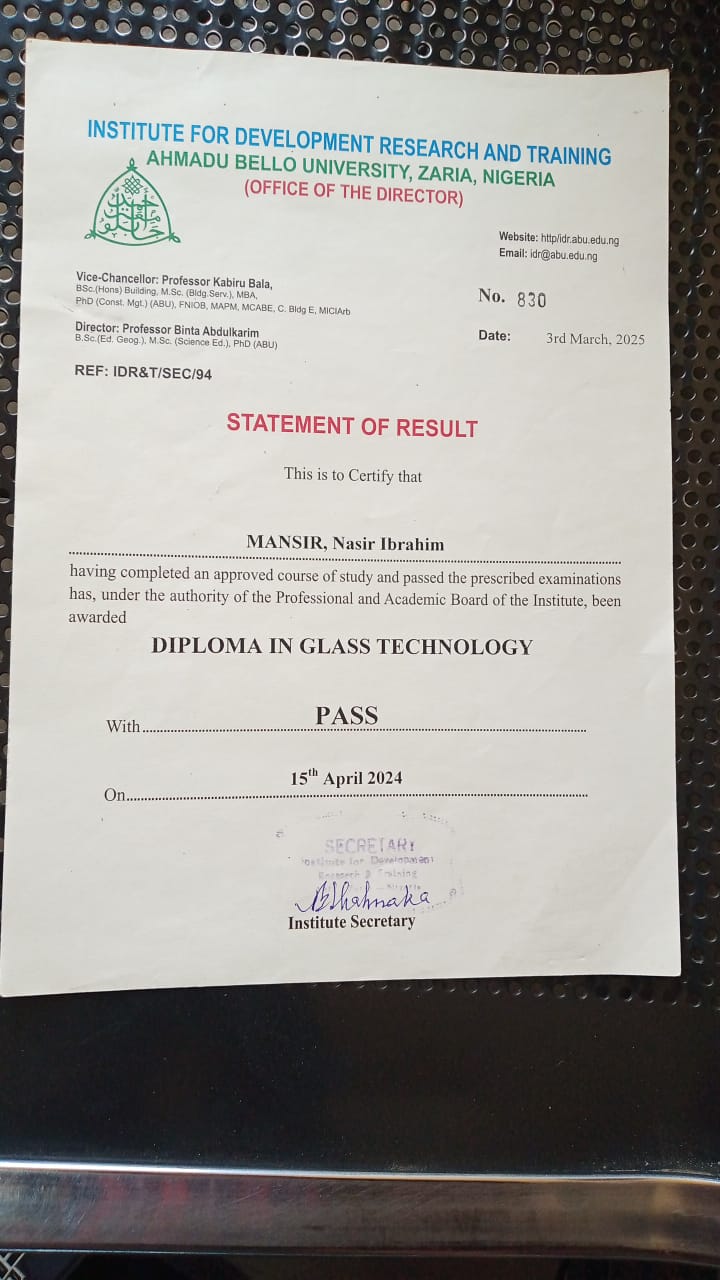 INSTITUTE FOR DEVELOPMENT RESEARCH AND TRAINING
AHMADU BELLO UNIVERSITY, ZARIA, NIGERIA
(OFFICE OF THE DIRECTOR)
Website: http/idr.abu.edu.ng
Email: idr@abu.edu.ng
Vice-Chancellor: Professor Kabiru Bala,
BSc.(Hons) Building, M.Sc. (Bldg.Serv.), MBA,
PhD (Const. Mgt.) (ABU), FNIOB, MAPM, MCABE, C. Bldg E, MICIArb
No. 830
Director: Professor Binta Abdulkarim
B.Sc.(Ed. Geog.), M.Sc. (Science Ed.), PhD (ABU)
Date: 3rd March, 2025
REF: IDR&T/SEC/94
STATEMENT OF RESULT
This is to Certify that
MANSIR, Nasir Ibrahim
having completed an approved course of study and passed the prescribed examinations
has, under the authority of the Professional and Academic Board of the Institute, been
awarded
DIPLOMA IN GLASS TECHNOLOGY
With PASS
On 15th April 2024
SECRETARY
Institute for Development
Research & Training
Institute Secretary